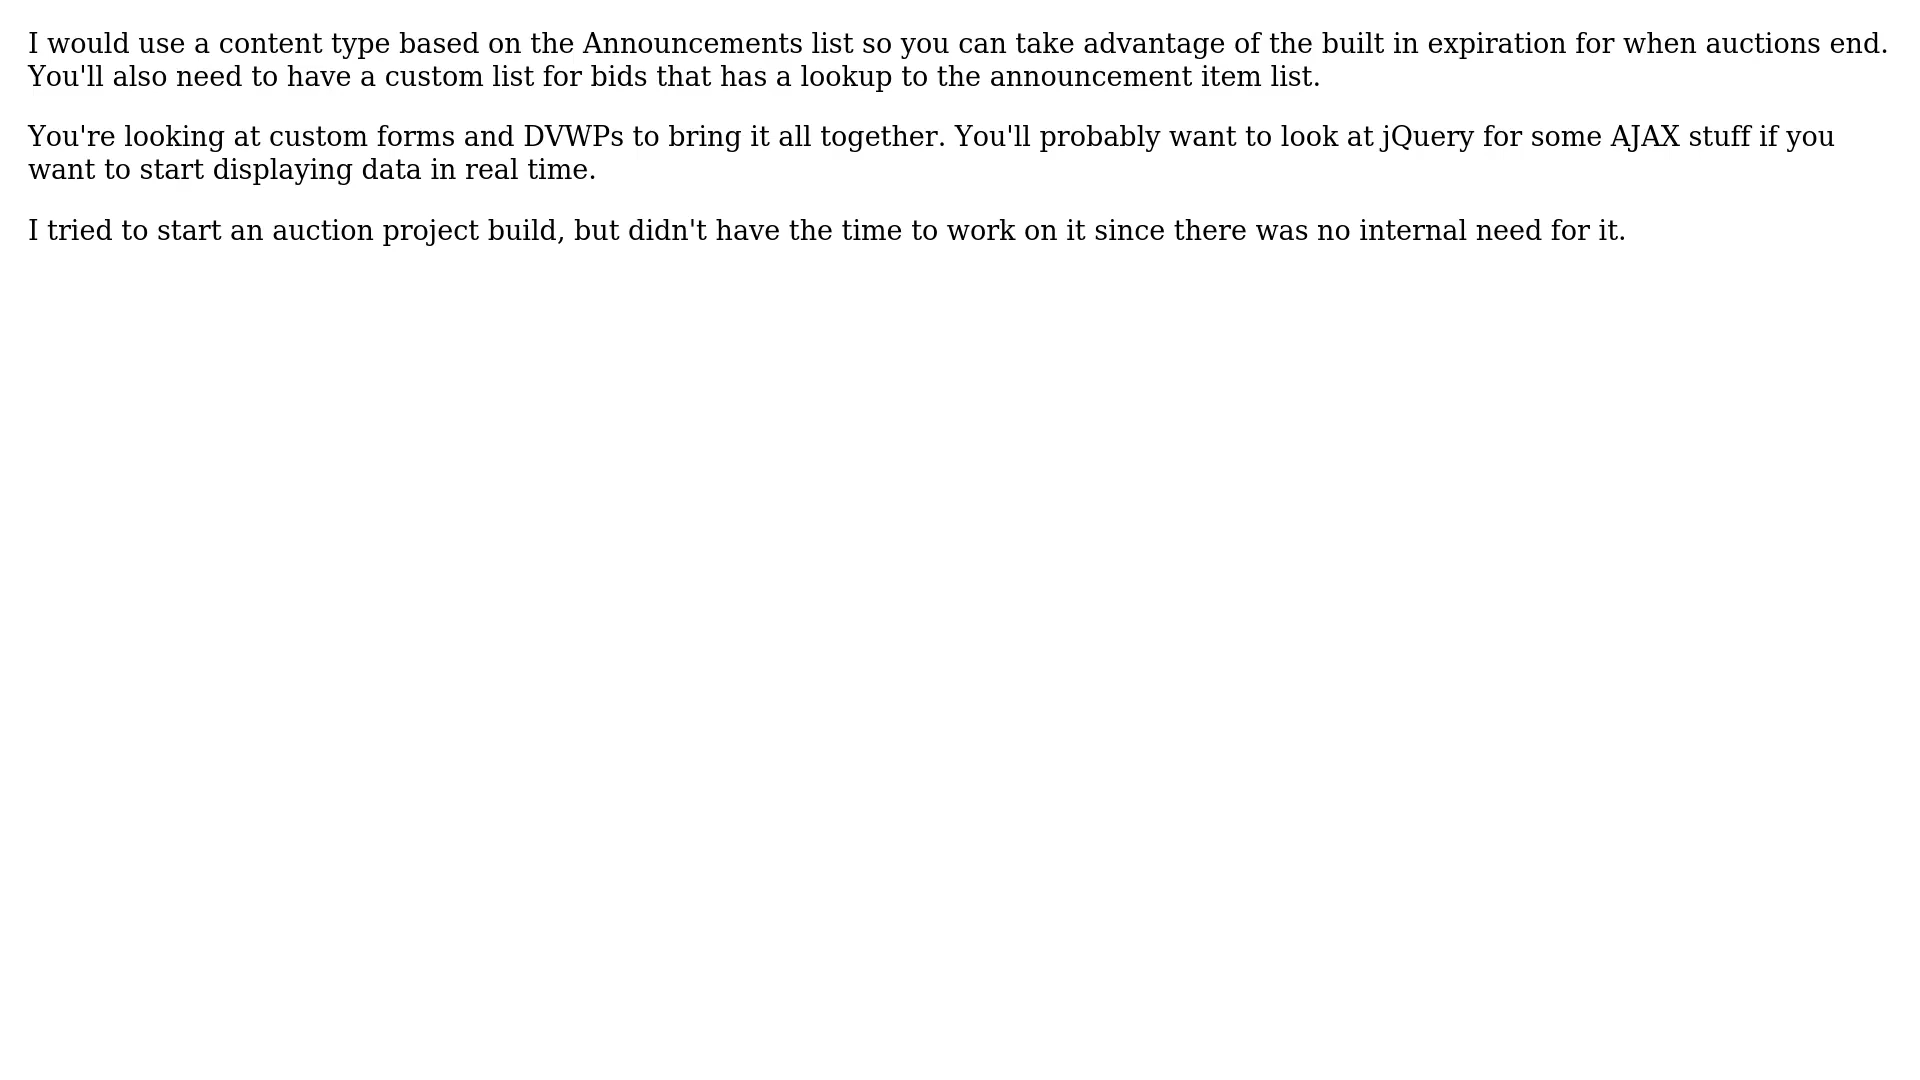 I would use a content type based on the Announcements list so you can take advantage of the built in expiration for when auctions end.
You'll also need to have a custom list for bids that has a lookup to the announcement item list.
You're looking at custom forms and DVWPs to bring it all together. You'll probably want to look at jQuery for some AJAX stuff if you
want to start displaying data in real time.
I tried to start an auction project build, but didn't have the time to work on it since there was no internal need for it.